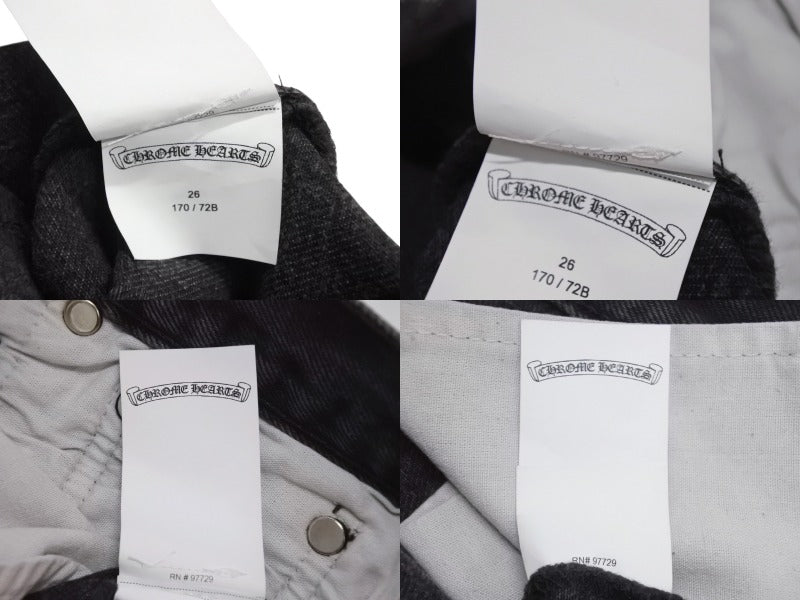 CHROME HEARTS
26
170 / 72B
# 97729
CHROME HEARTS
26
170 / 72B
CHROME HEARTS
RN # 97729
CHROME HEARTS
RN# 97729